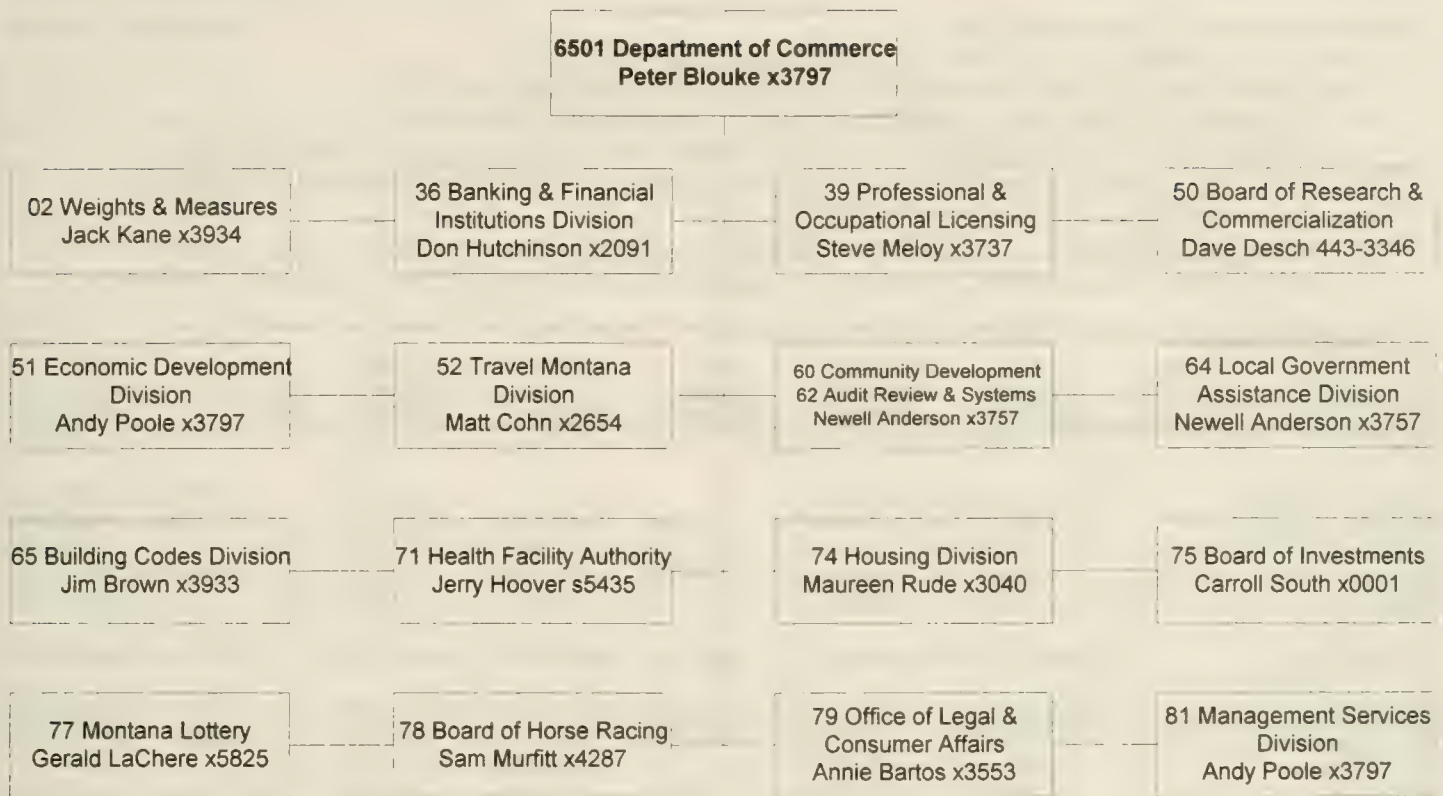 6501 Department of Commerce
Peter Blouke x3797
02 Weights & Measures
Jack Kane x3934
36 Banking & Financial
Institutions Division
Don Hutchinson x2091
39 Professional &
Occupational Licensing
Steve Meloy x3737
50 Board of Research &
Commercialization
Dave Desch 443-3346
51 Economic Development
Division
Andy Poole x3797
52 Travel Montana
Division
Matt Cohn x2654
60 Community Development
62 Audit Review & Systems
Newell Anderson x3757
64 Local Government
Assistance Division
Newell Anderson x3757
65 Building Codes Division
Jim Brown x3933
71 Health Facility Authority
Jerry Hoover s5435
74 Housing Division
Maureen Rude x3040
75 Board of Investments
Carroll South x0001
77 Montana Lottery
Gerald LaChere x5825
78 Board of Horse Racing
Sam Murfitt x4287
79 Office of Legal &
Consumer Affairs
Annie Bartos x3553
81 Management Services
Division
Andy Poole x3797